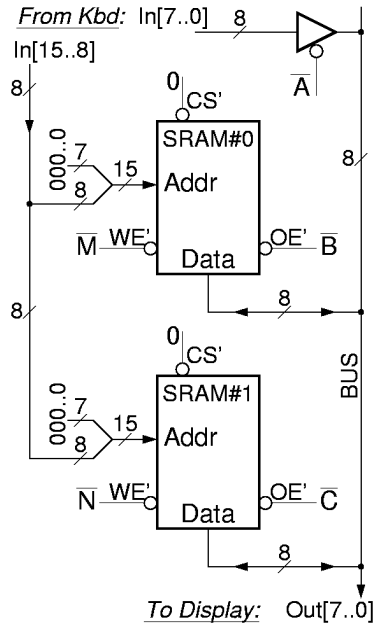 From Kbd: In[7..0]
8
In[15..8]
A
8
0
CS'
SRAM#0
000..0
7
15
Addr
8
8
M WE' OE' B
Data
8
8
0
CS'
SRAM#1
BUS
000..0
7
15
Addr
8
N WE' OE' C
Data
8
To Display: Out[7..0]